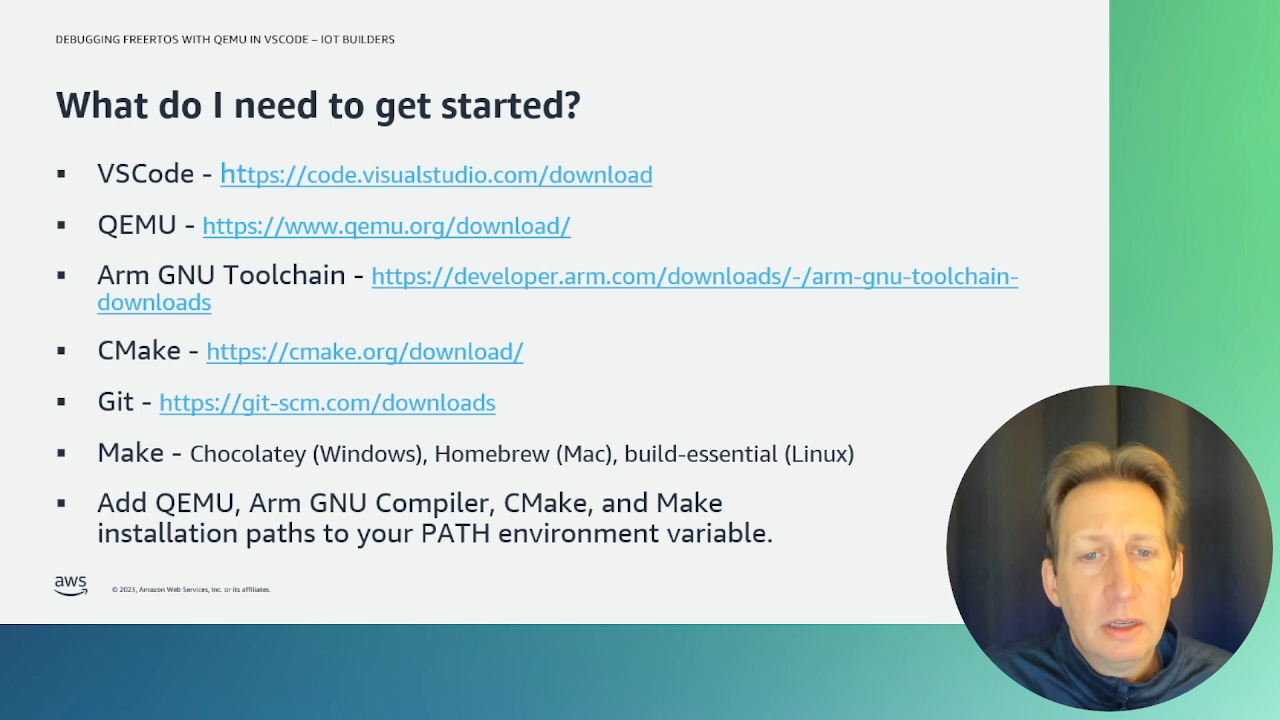 DEBUGGING FREERTOS WITH QEMU IN VSCODE – IOT BUILDERS
What do I need to get started?
▪ VSCode - https://code.visualstudio.com/download
▪ QEMU - https://www.qemu.org/download/
▪ Arm GNU Toolchain - https://developer.arm.com/downloads/-/arm-gnu-toolchain-
downloads
▪ CMake - https://cmake.org/download/
▪ Git - https://git-scm.com/downloads
▪ Make - Chocolatey (Windows), Homebrew (Mac), build-essential (Linux)
▪ Add QEMU, Arm GNU Compiler, CMake, and Make
installation paths to your PATH environment variable.
aws
© 2023, Amazon Web Services, Inc. or its affiliates.